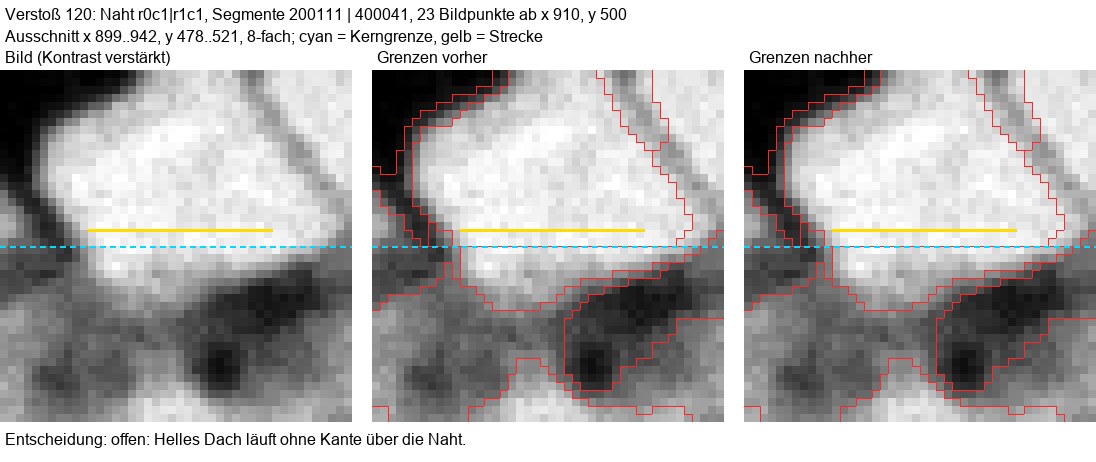 Verstoß 120: Naht r0c1|r1c1, Segmente 200111 | 400041, 23 Bildpunkte ab x 910, y 500
Ausschnitt x 899..942, y 478..521, 8-fach; cyan = Kerngrenze, gelb = Strecke
Bild (Kontrast verstärkt) Grenzen vorher Grenzen nachher
Entscheidung: offen: Helles Dach läuft ohne Kante über die Naht.